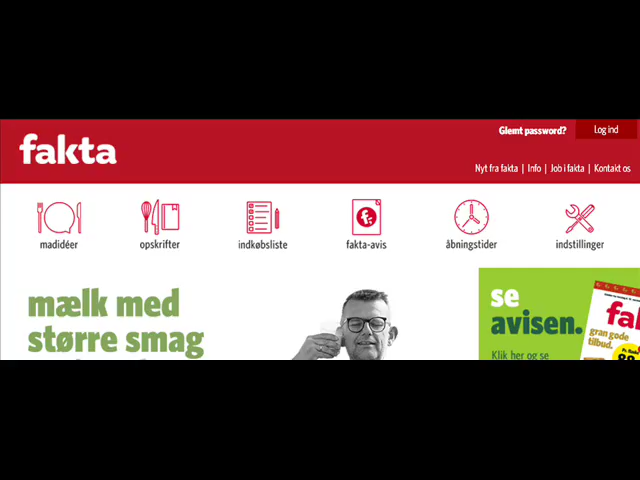 Glemt password?
Log ind
fakta
Nyt fra fakta | Info | Job i fakta | Kontakt os
madidéer
opskrifter
indkøbsliste
fakta-avis
åbningstider
indstillinger
mælk med
større smag
se
avisen.
Klik her og se
fa
gran gode
tilbud.